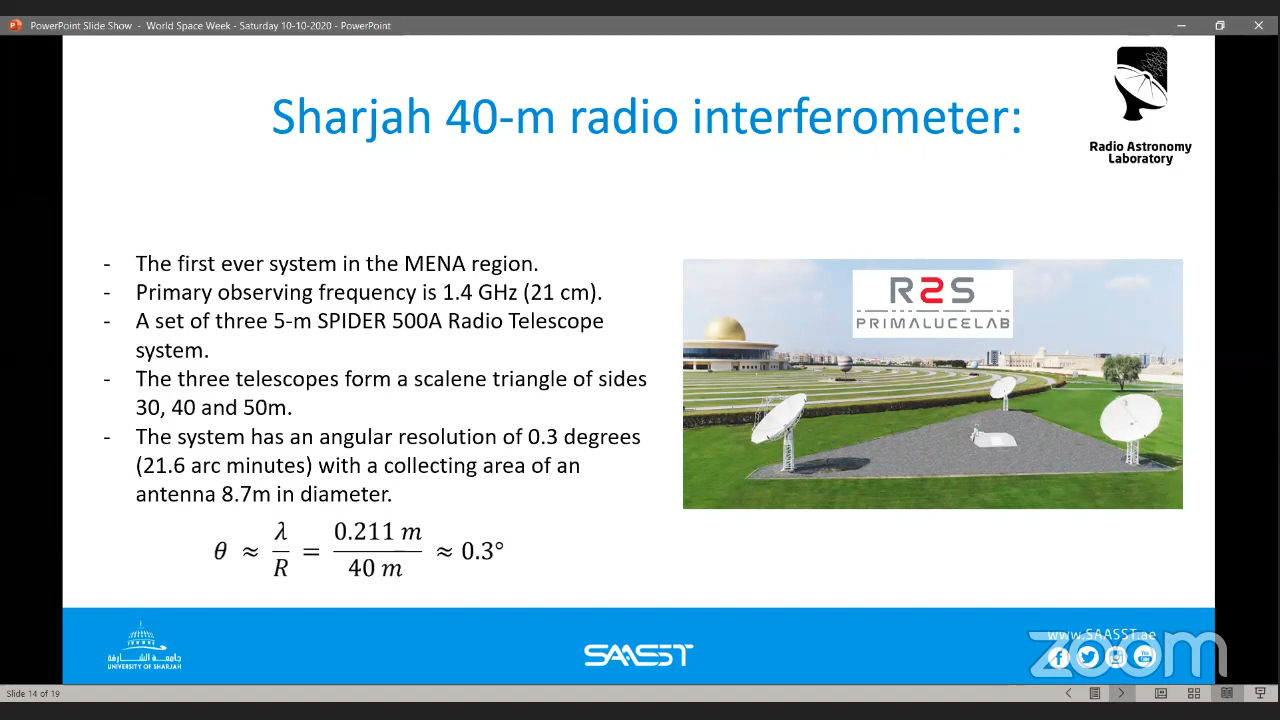 PowerPoint Slide Show - World Space Week - Saturday 10-10-2020 - PowerPoint
Sharjah 40-m radio interferometer:
Radio Astronomy
Laboratory
- The first ever system in the MENA region.
- Primary observing frequency is 1.4 GHz (21 cm).
- A set of three 5-m SPIDER 500A Radio Telescope
system.
- The three telescopes form a scalene triangle of sides
30, 40 and 50m.
- The system has an angular resolution of 0.3 degrees
(21.6 arc minutes) with a collecting area of an
antenna 8.7m in diameter.
θ ≈ λ/R = 0.211 m/40 m ≈ 0.3°
R2S
PRIMALUCELAB
جامعة الشارقة
UNIVERSITY OF SHARJAH
SAASST
www.SAASST.ae
zoom
Slide 14 of 19